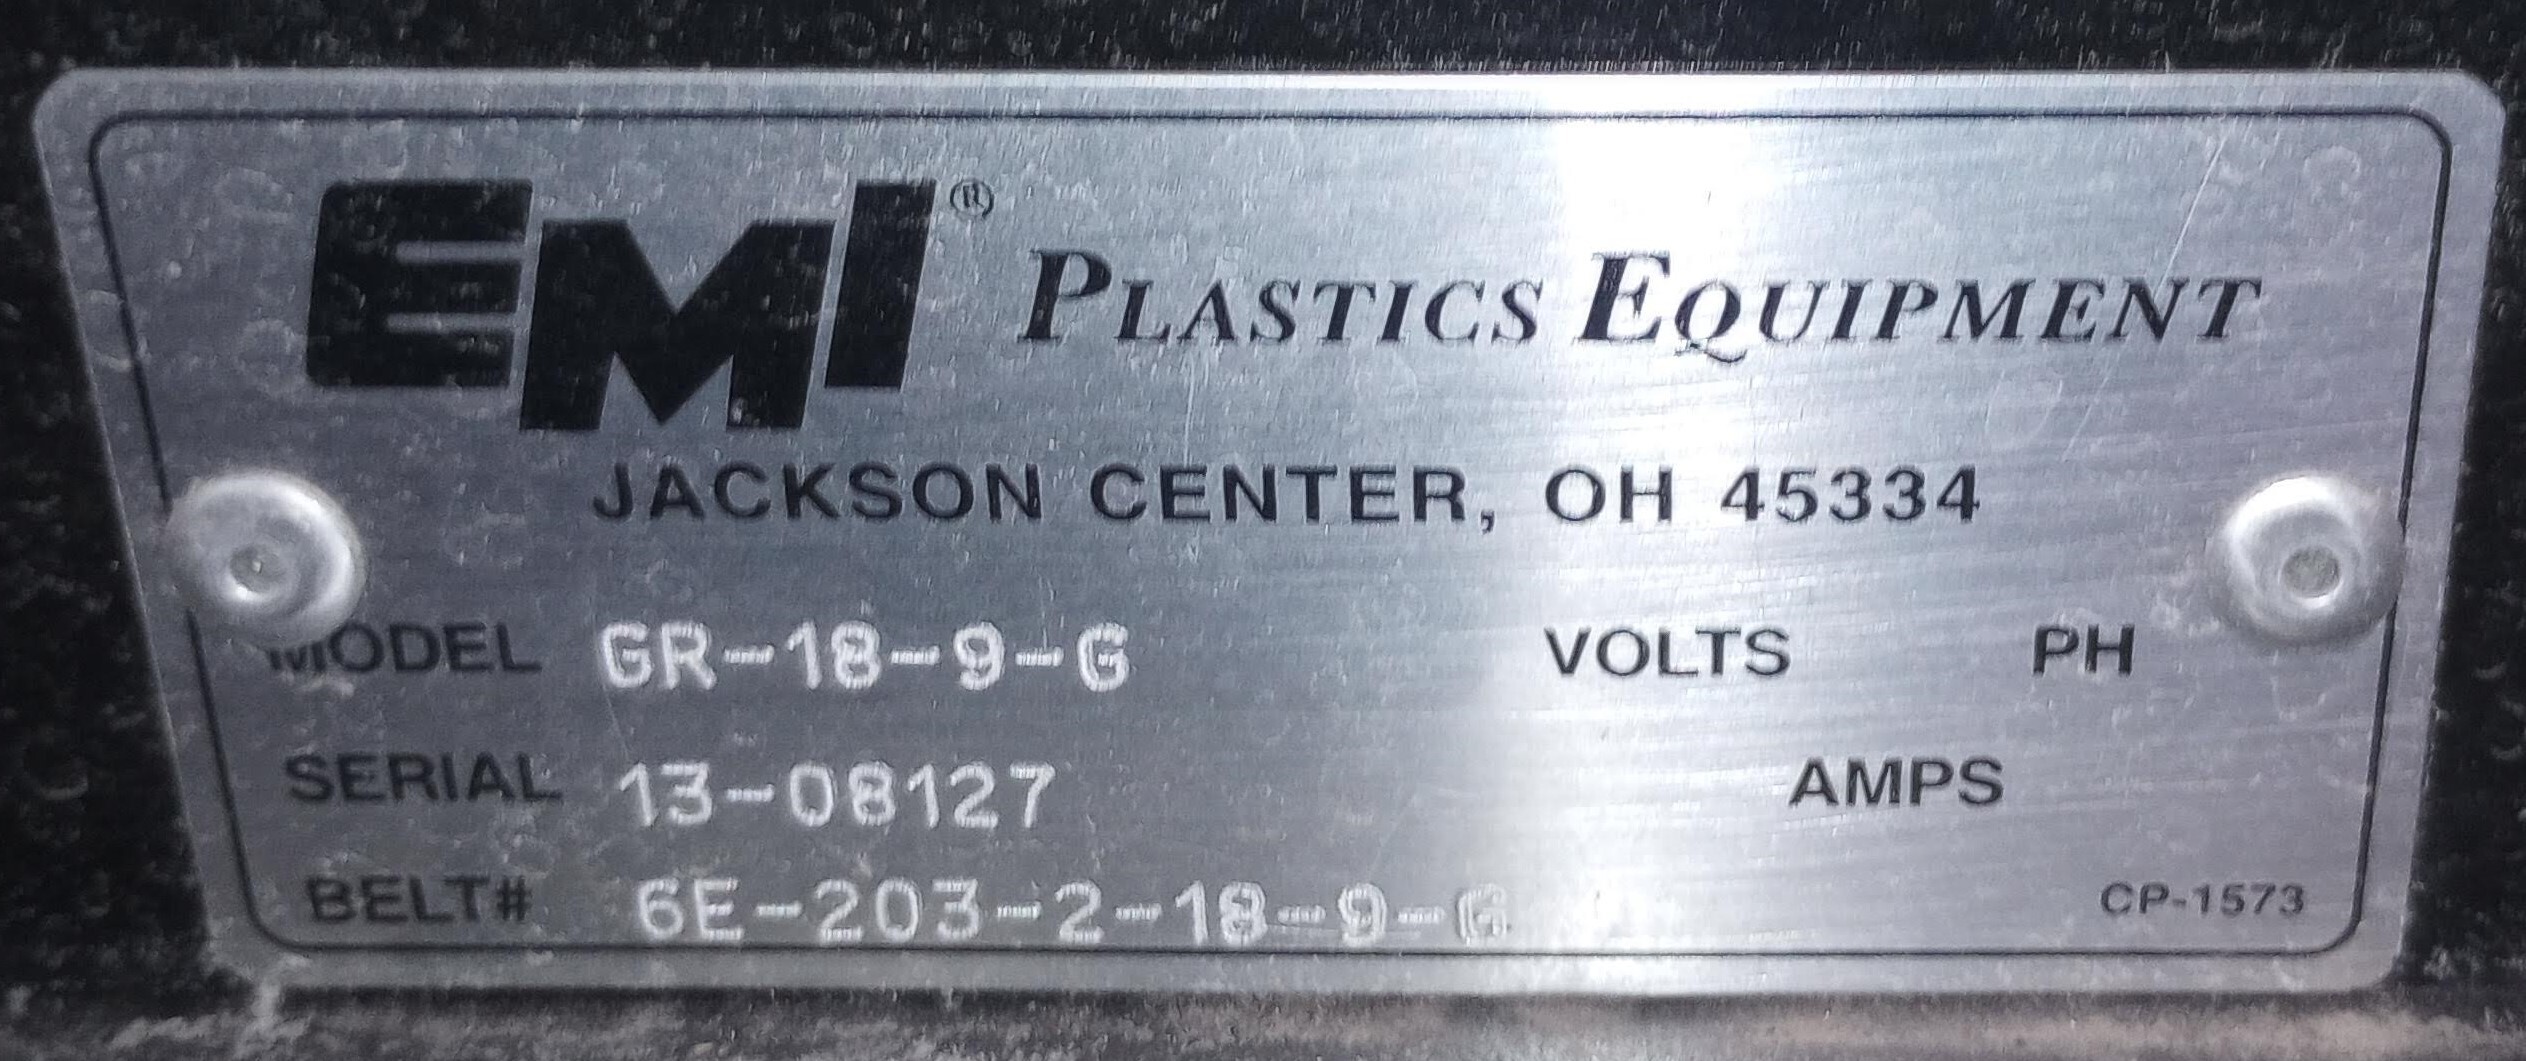 EMI® PLASTICS EQUIPMENT
JACKSON CENTER, OH 45334
MODEL GR-18-9-G VOLTS PH
SERIAL 13-08127 AMPS
BELT# 6E-203-2-18-9-G CP-1573